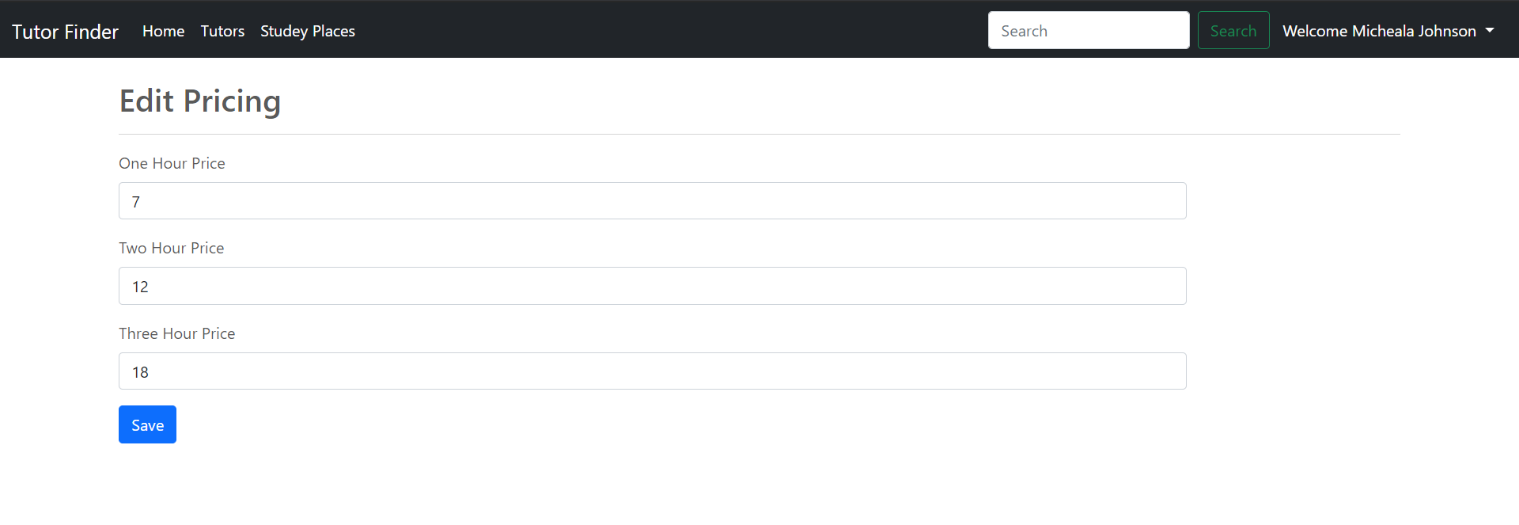 Tutor Finder Home Tutors Studey Places Search Search Welcome Micheala Johnson
Edit Pricing
One Hour Price
7
Two Hour Price
12
Three Hour Price
18
Save